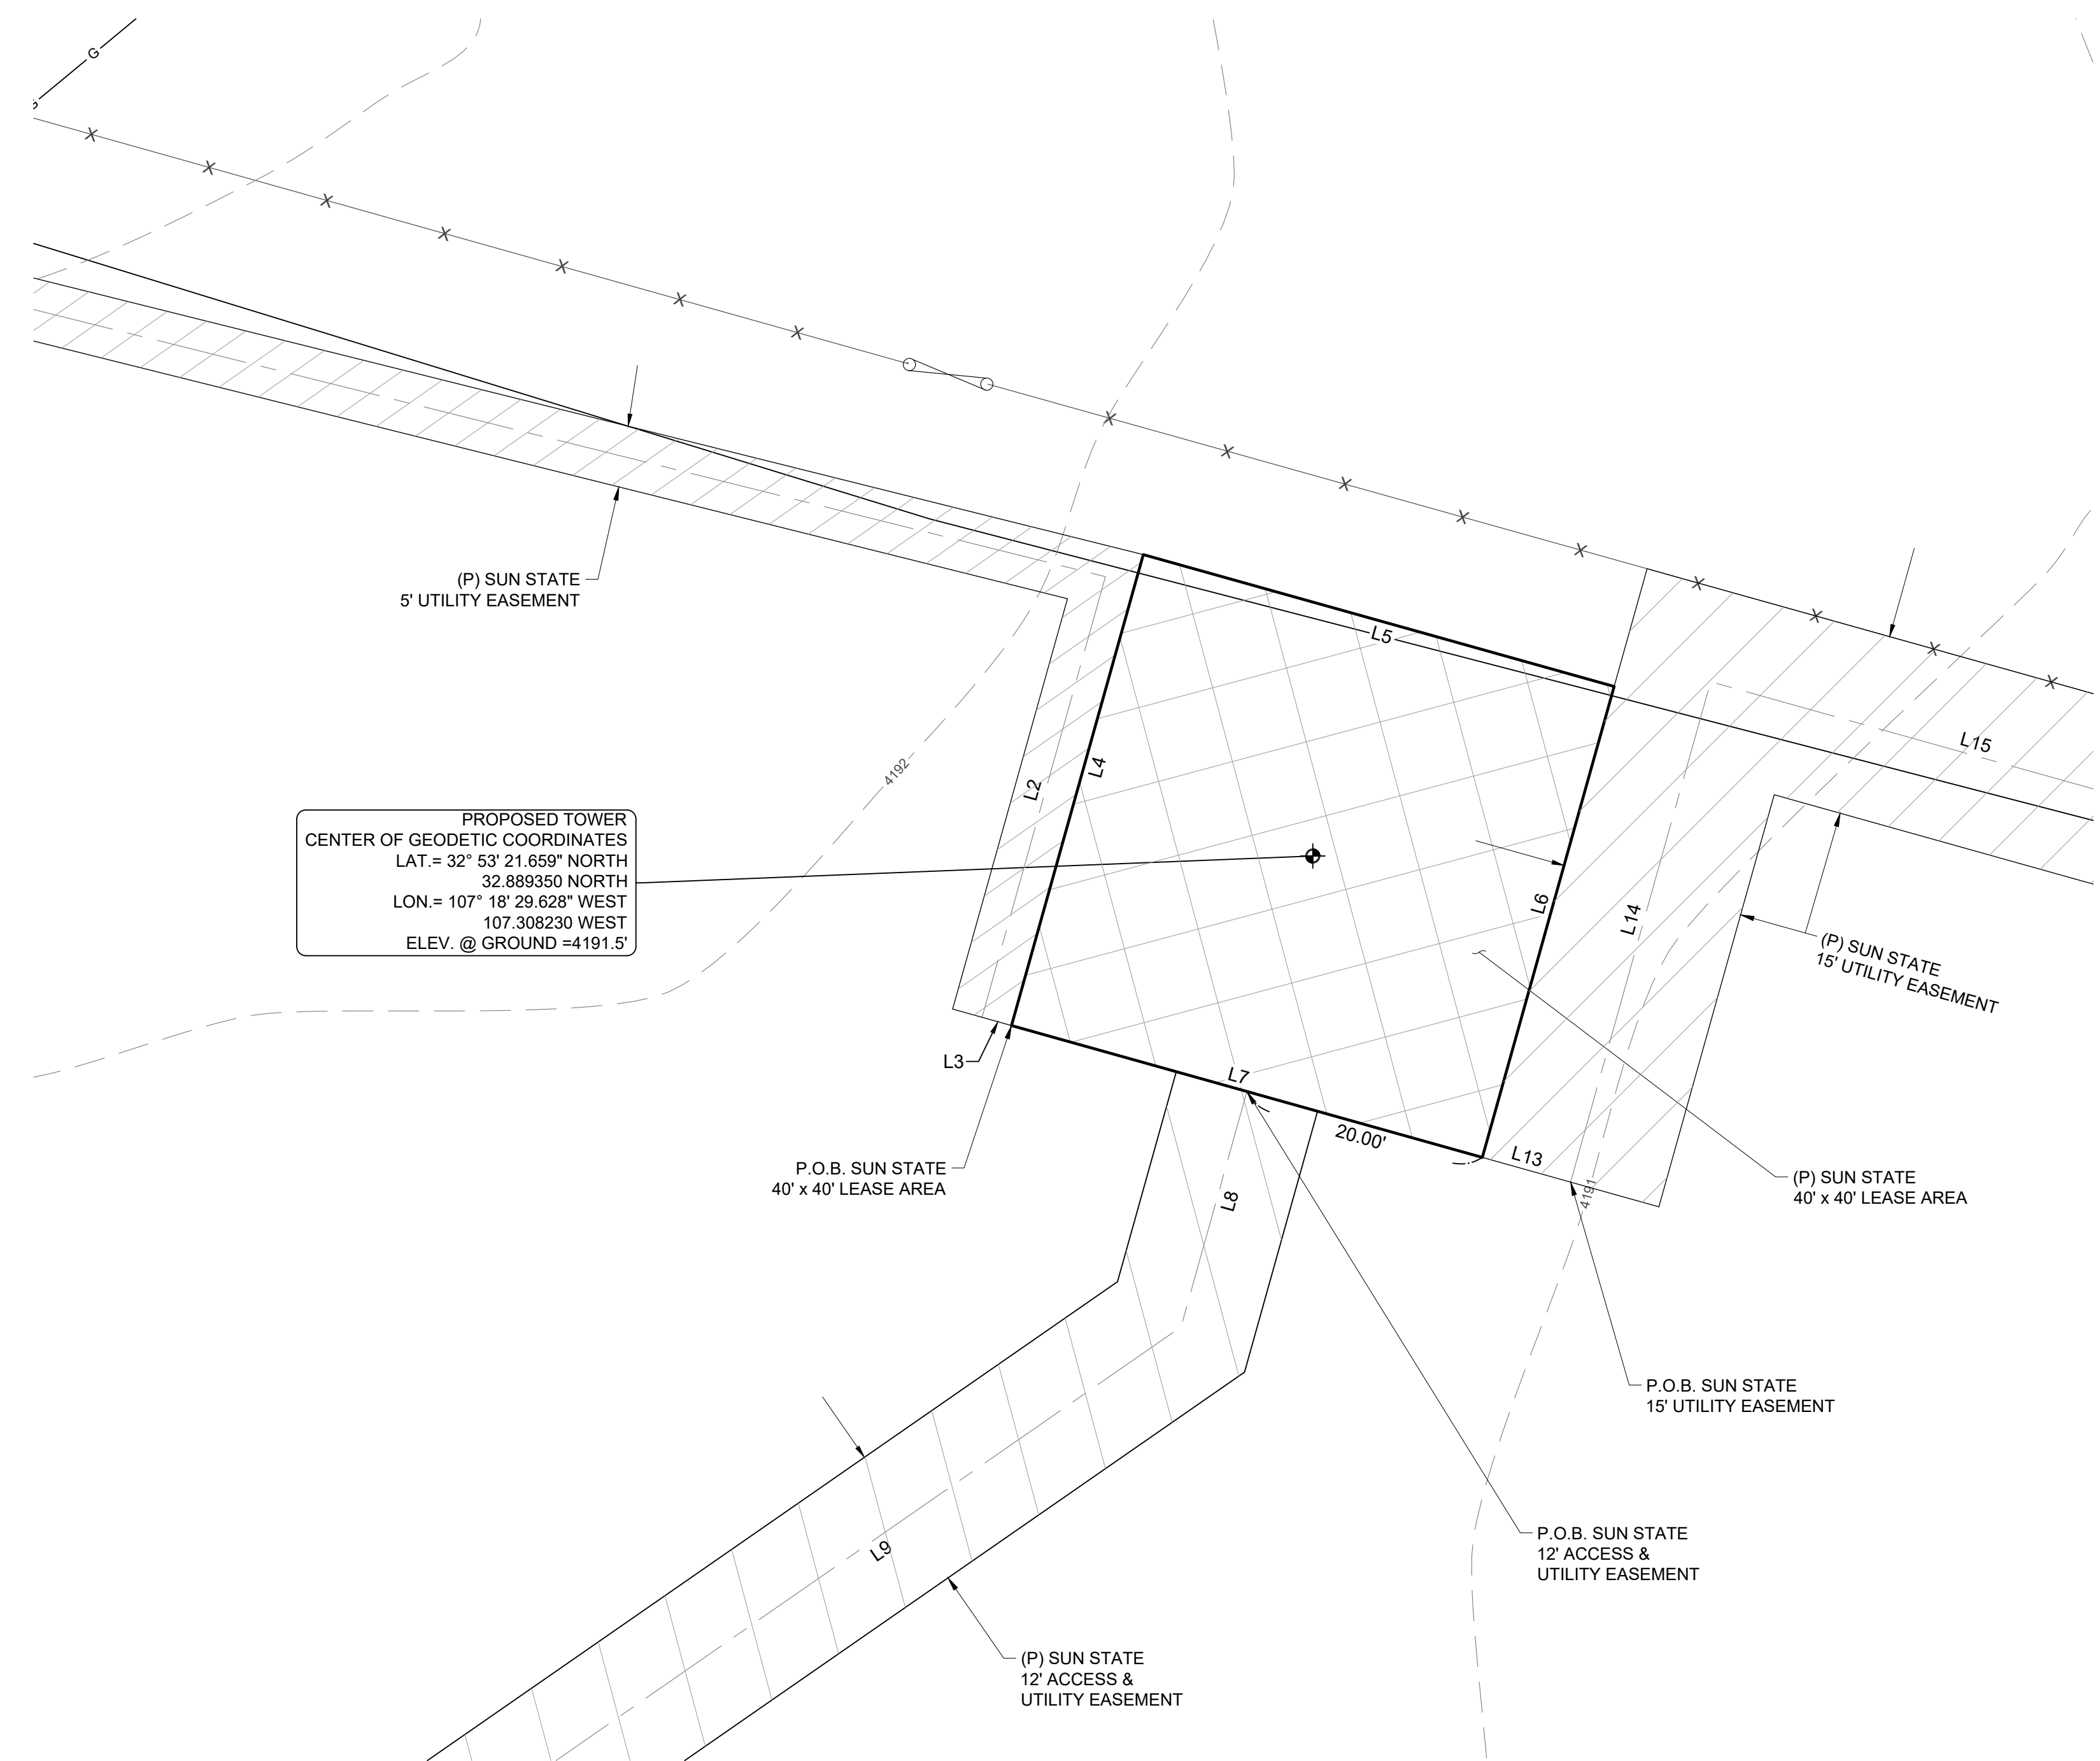 G
(P) SUN STATE
5' UTILITY EASEMENT
L5
L15
L4
L2
4192
PROPOSED TOWER
CENTER OF GEODETIC COORDINATES
LAT.= 32° 53' 21.659" NORTH
32.889350 NORTH
LON.= 107° 18' 29.628" WEST
107.308230 WEST
ELEV. @ GROUND =4191.5'
L6
L14
(P) SUN STATE
15' UTILITY EASEMENT
L3
L7
20.00'
L13
4191
P.O.B. SUN STATE
40' x 40' LEASE AREA
(P) SUN STATE
40' x 40' LEASE AREA
L8
P.O.B. SUN STATE
15' UTILITY EASEMENT
L9
P.O.B. SUN STATE
12' ACCESS &
UTILITY EASEMENT
(P) SUN STATE
12' ACCESS &
UTILITY EASEMENT